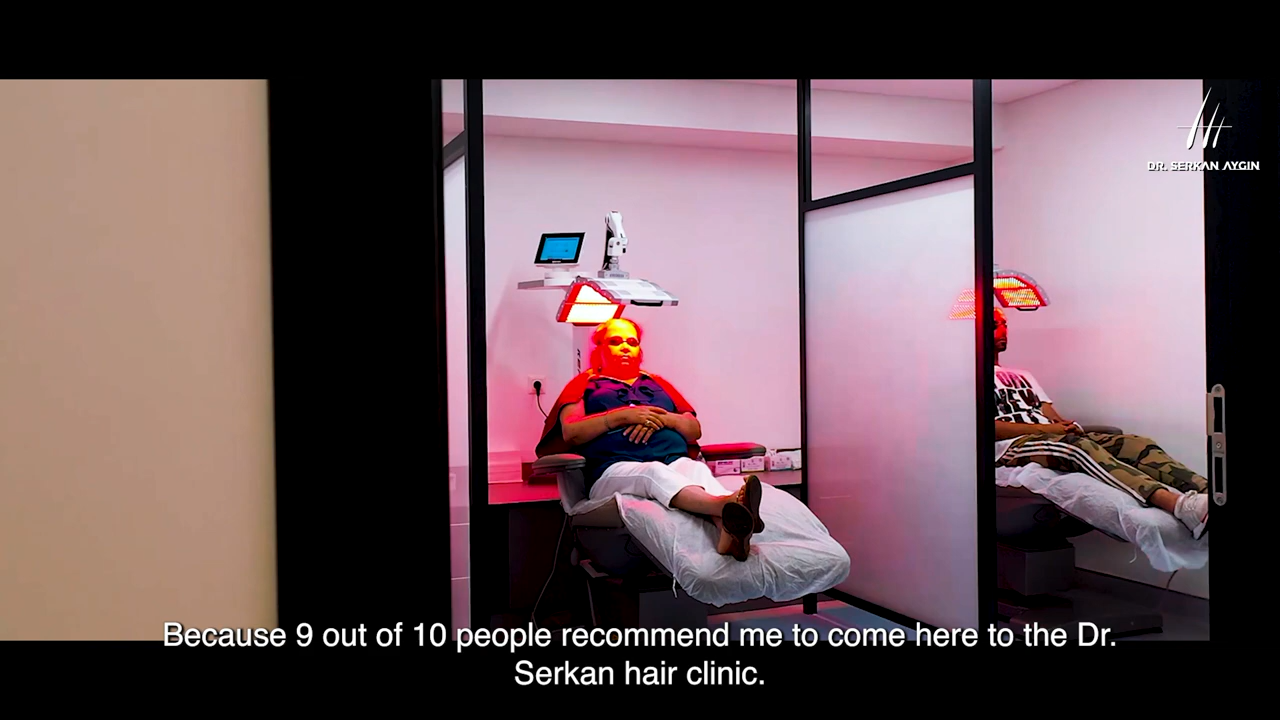 DR. SERKAN AYGIN
Because 9 out of 10 people recommend me to come here to the Dr.
Serkan hair clinic.